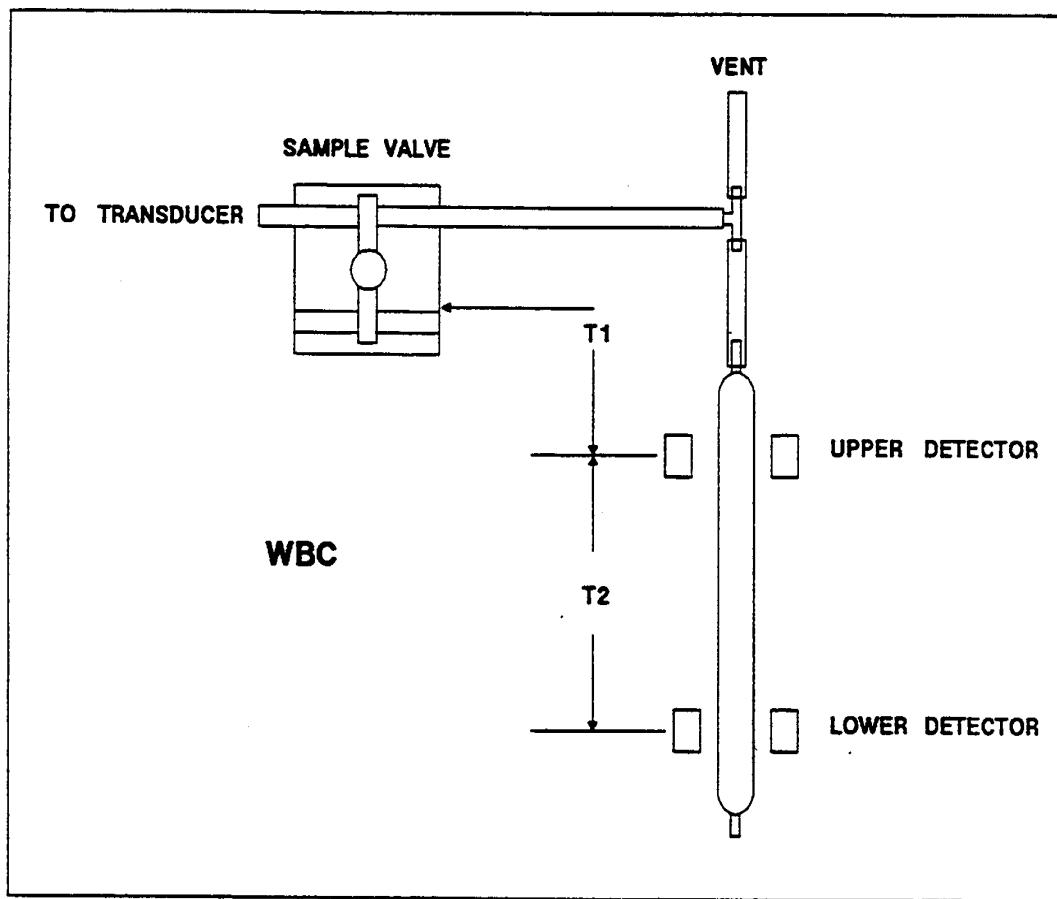 VENT
SAMPLE VALVE
TO TRANSDUCER
T1
UPPER DETECTOR
WBC
T2
LOWER DETECTOR